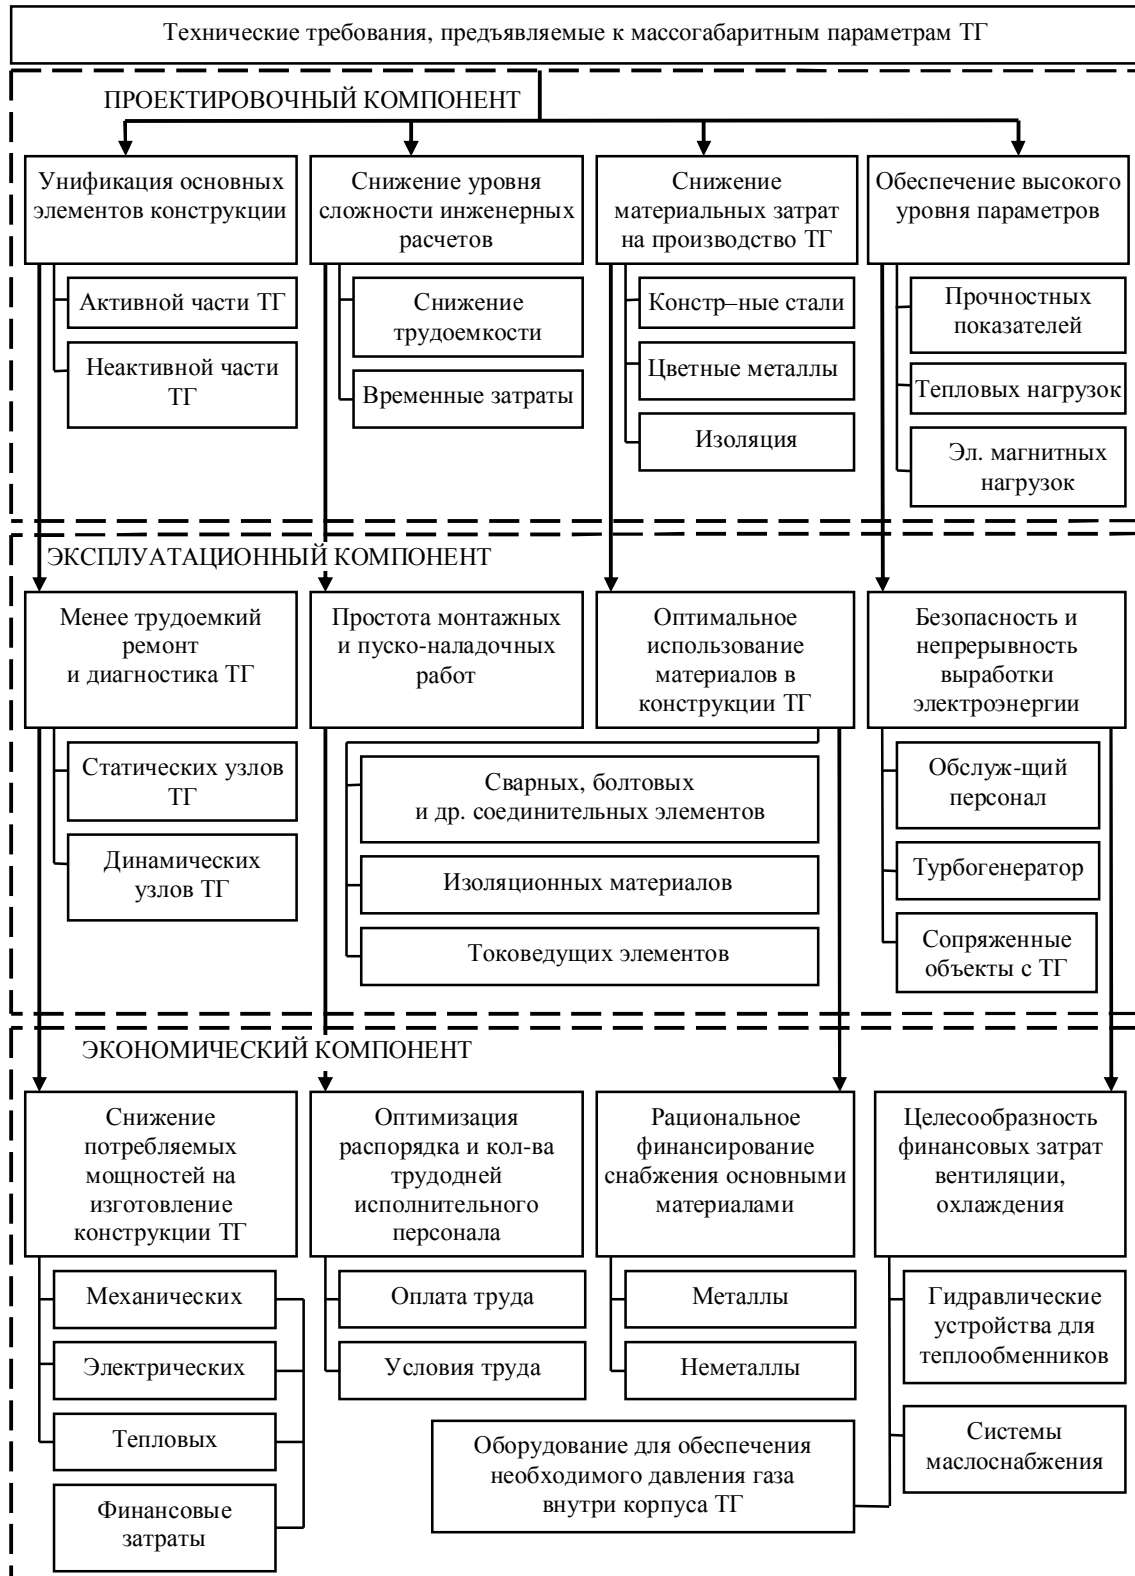 Технические требования, предъявляемые к массогабаритным параметрам ТГ
ПРОЕКТИРОВОЧНЫЙ КОМПОНЕНТ
Унификация основных
элементов конструкции
Активной части ТГ
Неактивной части
ТГ
Снижение уровня
сложности инженерных
расчетов
Снижение
трудоемкости
Временные затраты
Снижение
материальных затрат
на производство ТГ
Констр–ные стали
Цветные металлы
Изоляция
Обеспечение высокого
уровня параметров
Прочностных
показателей
Тепловых нагрузок
Эл. магнитных
нагрузок
ЭКСПЛУАТАЦИОННЫЙ КОМПОНЕНТ
Менее трудоемкий
ремонт
и диагностика ТГ
Статических узлов
ТГ
Динамических
узлов ТГ
Простота монтажных
и пуско-наладочных
работ
Оптимальное
использование
материалов в
конструкции ТГ
Сварных, болтовых
и др. соединительных элементов
Изоляционных материалов
Токоведущих элементов
Безопасность и
непрерывность
выработки
электроэнергии
Обслуж-щий
персонал
Турбогенератор
Сопряженные
объекты с ТГ
ЭКОНОМИЧЕСКИЙ КОМПОНЕНТ
Снижение
потребляемых
мощностей на
изготовление
конструкции ТГ
Механических
Электрических
Тепловых
Финансовые
затраты
Оптимизация
распорядка и кол-ва
трудодней
исполнительного
персонала
Оплата труда
Условия труда
Рациональное
финансирование
снабжения основными
материалами
Металлы
Неметаллы
Целесообразность
финансовых затрат
вентиляции,
охлаждения
Гидравлические
устройства для
теплообменников
Системы
маслоснабжения
Оборудование для обеспечения
необходимого давления газа
внутри корпуса ТГ